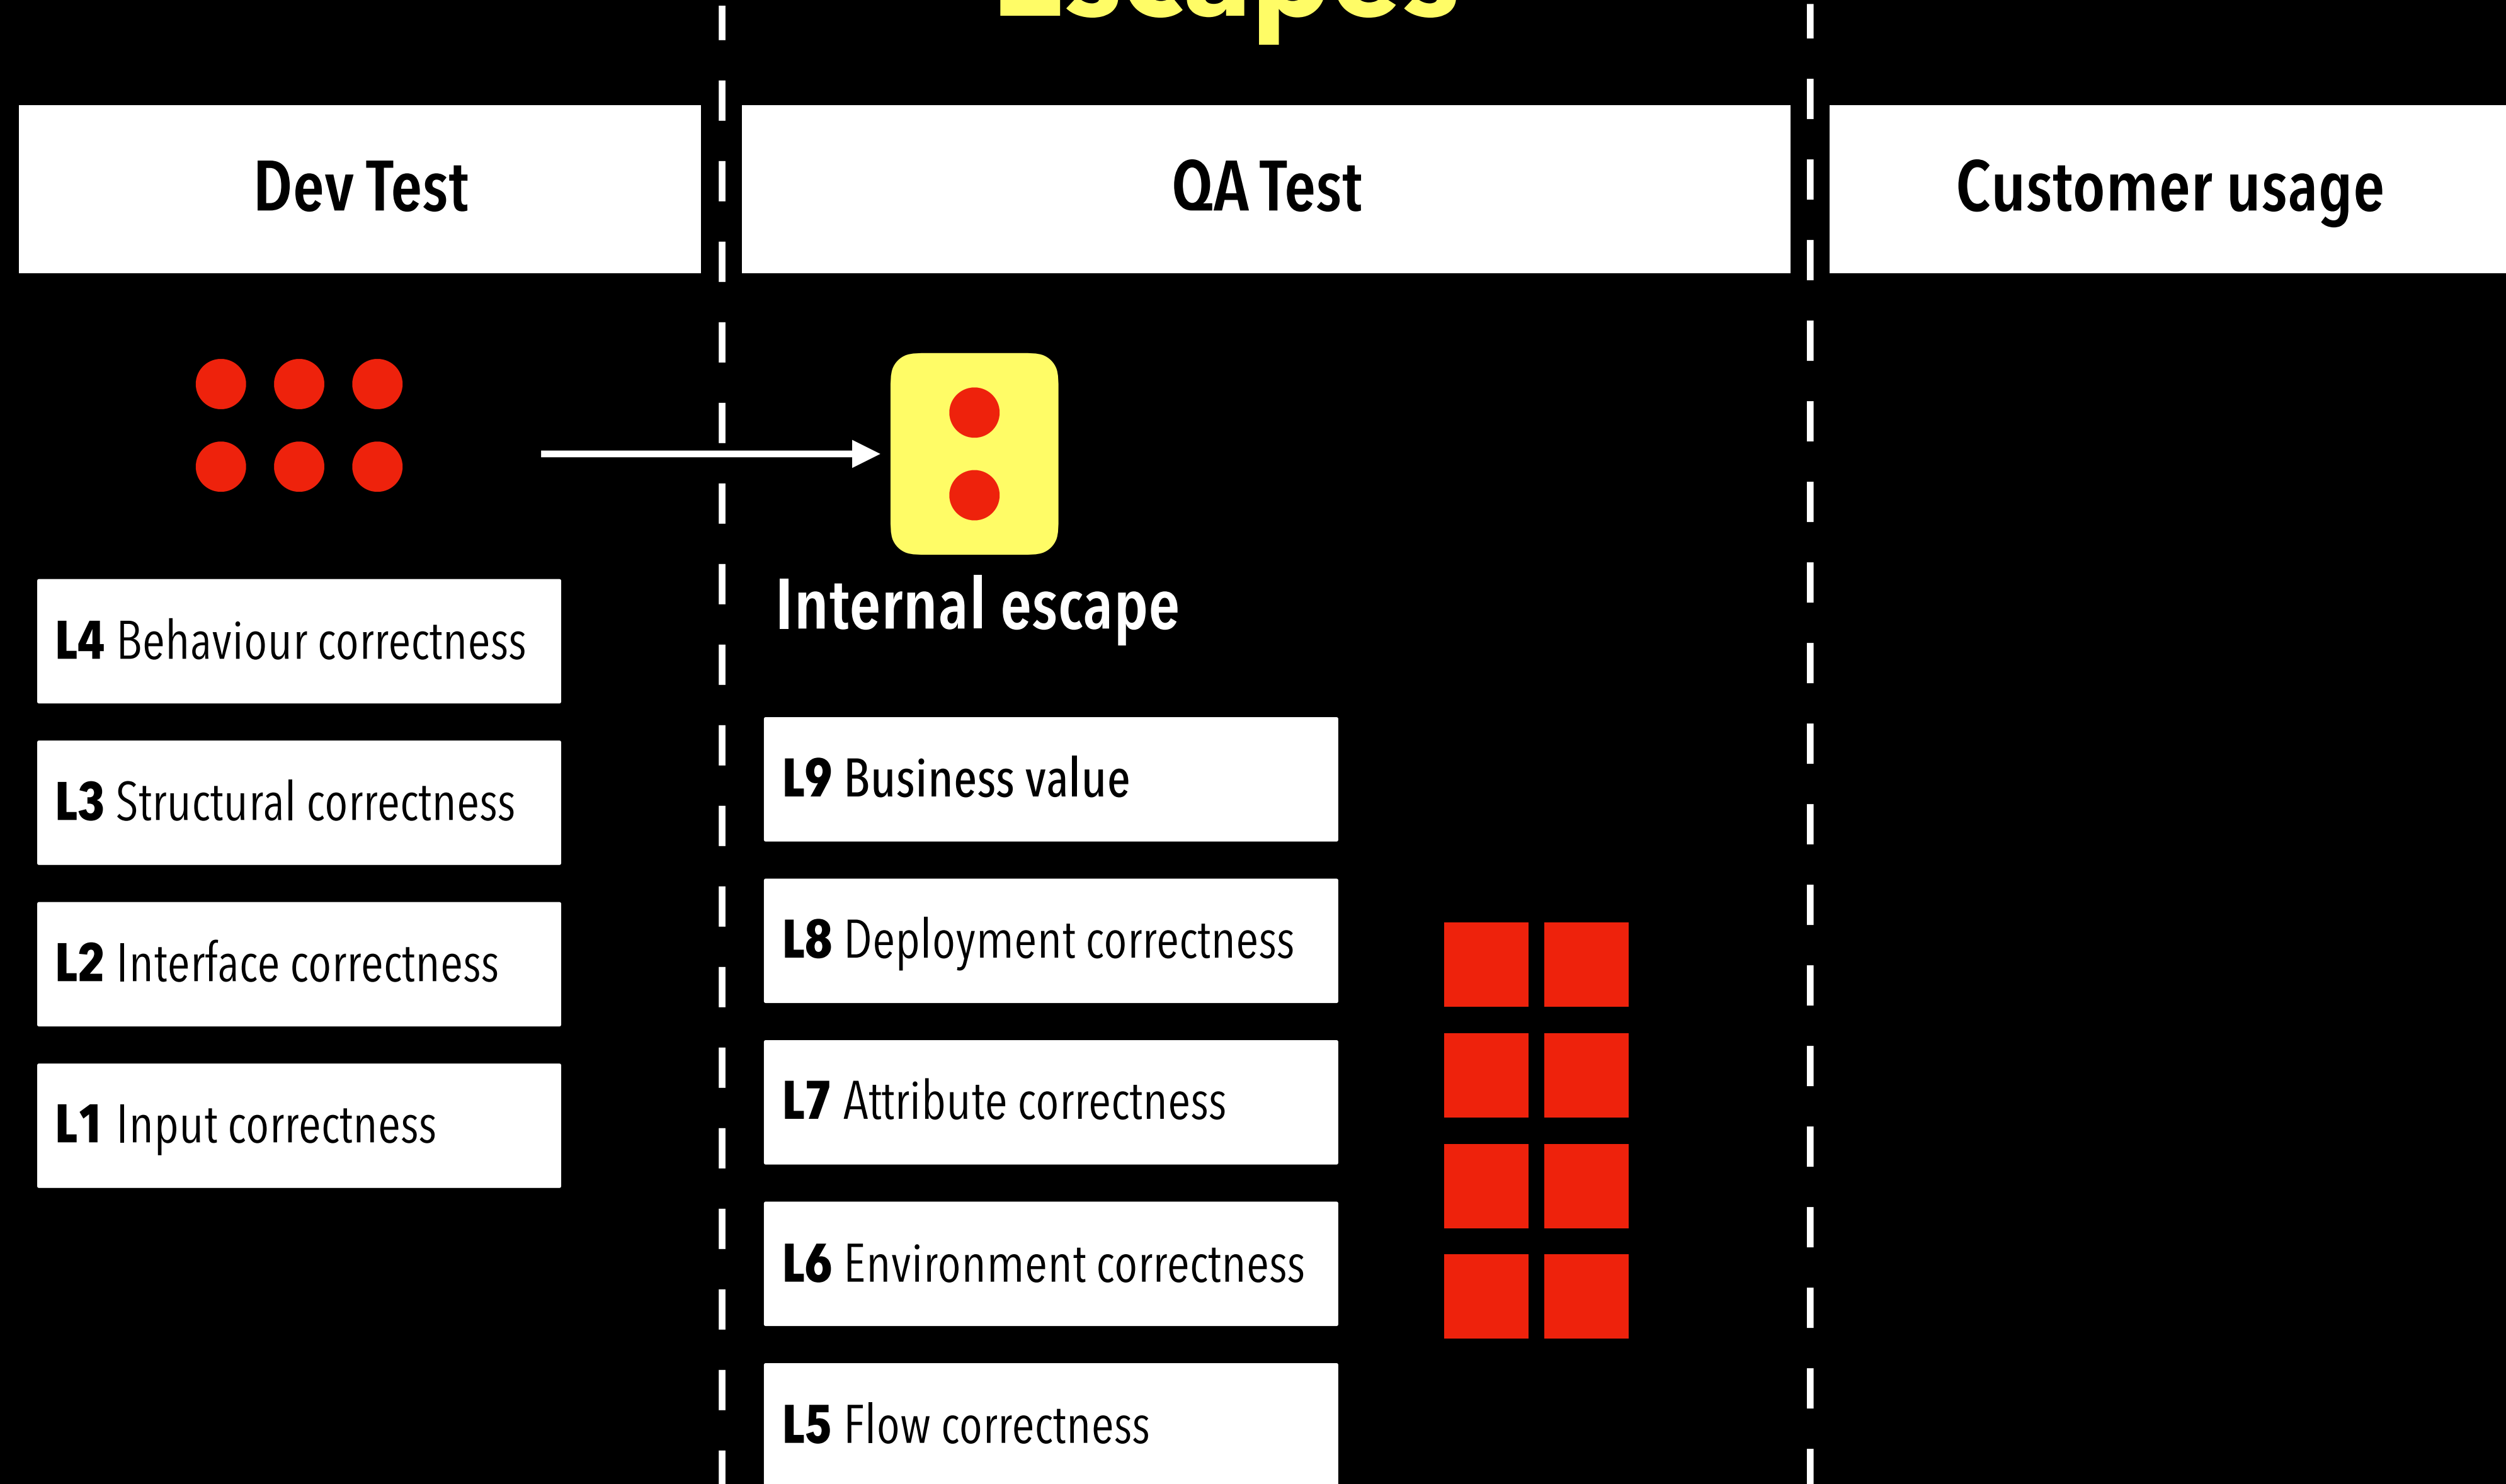 Escapes
Dev Test
QA Test
Customer usage
Internal escape
L4 Behaviour correctness
L3 Structural correctness
L2 Interface correctness
L1 Input correctness
L9 Business value
L8 Deployment correctness
L7 Attribute correctness
L6 Environment correctness
L5 Flow correctness